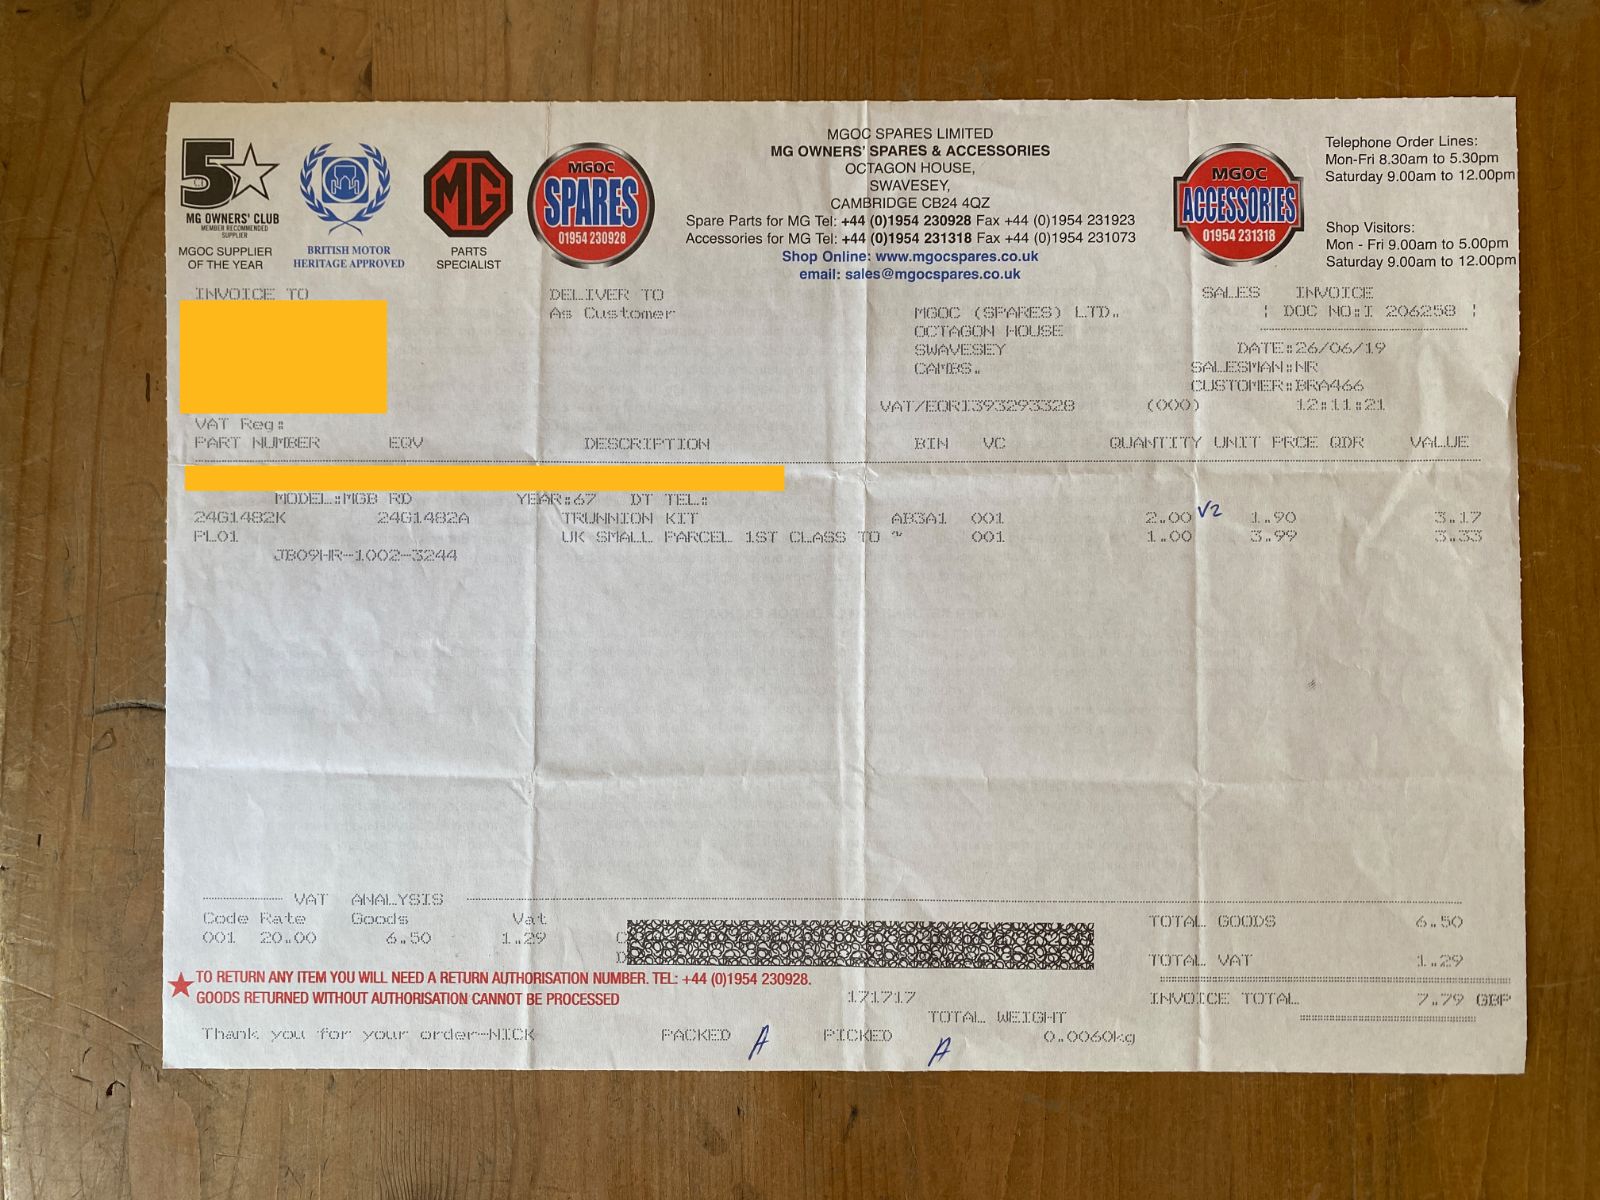 5
MG OWNERS' CLUB
MEMBER RECOMMENDED
SUPPLIER
MGOC SUPPLIER
OF THE YEAR
BRITISH MOTOR
HERITAGE APPROVED
MG
PARTS
SPECIALIST
MGOC
SPARES
01954 230928
MGOC SPARES LIMITED
MG OWNERS' SPARES & ACCESSORIES
OCTAGON HOUSE,
SWAVESEY,
CAMBRIDGE CB24 4QZ
Spare Parts for MG Tel: +44 (0)1954 230928 Fax +44 (0)1954 231923
Accessories for MG Tel: +44 (0)1954 231318 Fax +44 (0)1954 231073
Shop Online: www.mgocspares.co.uk
email: sales@mgocspares.co.uk
MGOC
ACCESSORIES
01954 231318
Telephone Order Lines:
Mon-Fri 8.30am to 5.30pm
Saturday 9.00am to 12.00pm
Shop Visitors:
Mon - Fri 9.00am to 5.00pm
Saturday 9.00am to 12.00pm
INVOICE TO
DELIVER TO
As Customer
MGOC (SPARES) LTD.
OCTAGON HOUSE
SWAVESEY
CAMBS.
SALES INVOICE
¦ DOC NO:I 206258 ¦
DATE:26/06/19
SALESMAN:NR
CUSTOMER:BRA466
VAT/EORI393293328 (000) 12:11:21
VAT Reg:
PART NUMBER EQV DESCRIPTION BIN VC QUANTITY UNIT PRCE QDR VALUE
MODEL:MGB RD YEAR:67 DT TEL:
24G1482K 24G1482A TRUNNION KIT AB3A1 001 2.00 √2 1.90 3.17
PL01 UK SMALL PARCEL 1ST CLASS TO ~ 001 1.00 3.99 3.33
JB09HR-1002-3244
VAT ANALYSIS
Code Rate Goods Vat
001 20.00 6.50 1.29
TOTAL GOODS 6.50
TOTAL VAT 1.29
INVOICE TOTAL 7.79 GBP
TO RETURN ANY ITEM YOU WILL NEED A RETURN AUTHORISATION NUMBER. TEL: +44 (0)1954 230928.
GOODS RETURNED WITHOUT AUTHORISATION CANNOT BE PROCESSED
171717
TOTAL WEIGHT
Thank you for your order-NICK PACKED A PICKED A 0.0060kg